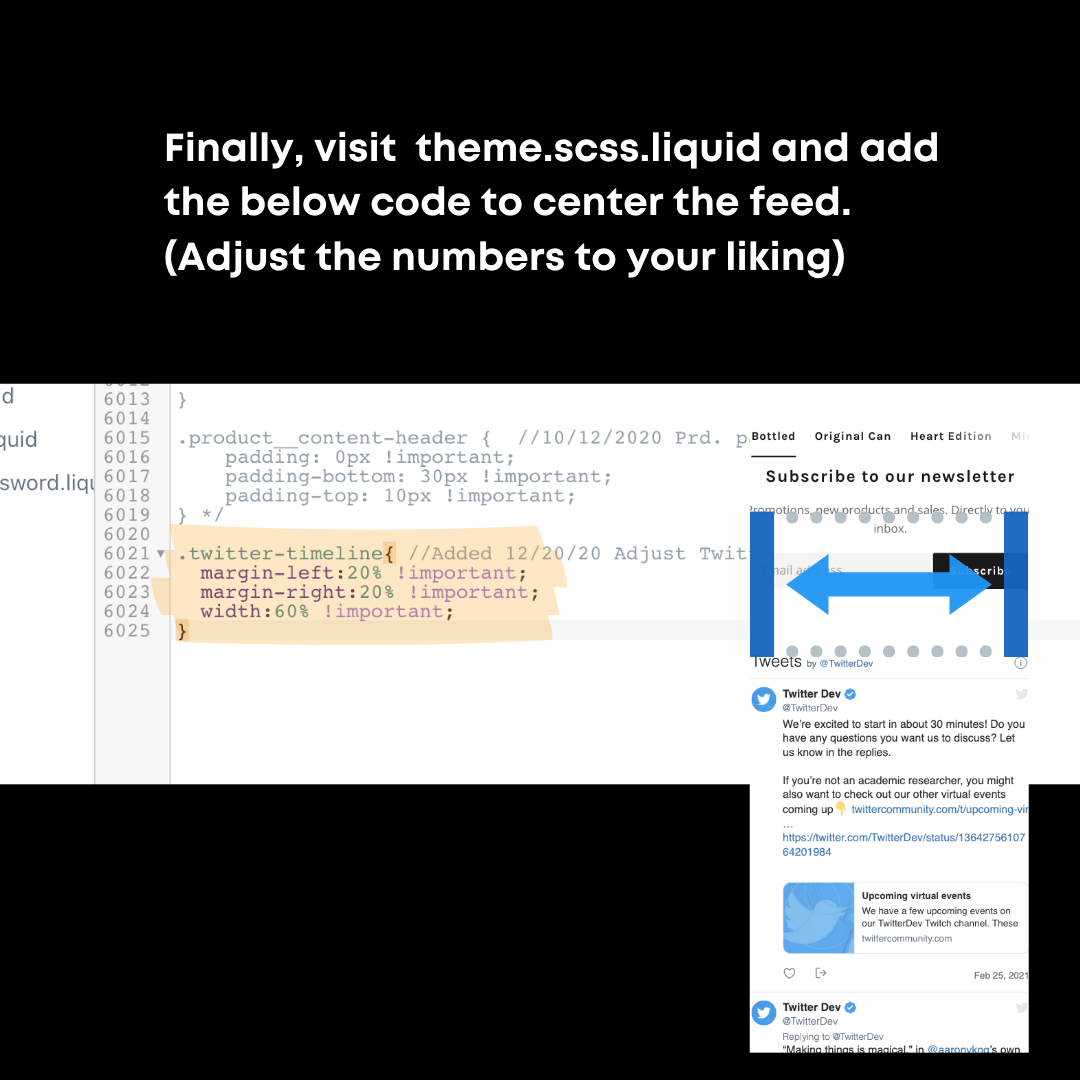 Finally, visit  theme.scss.liquid and add
the below code to center the feed.
(Adjust the numbers to your liking)
d
quid
sword.liqu
6013 }
6014
6015 .product__content-header {  //10/12/2020 Prd. p
6016     padding: 0px !important;
6017     padding-bottom: 30px !important;
6018     padding-top: 10px !important;
6019 } */
6020
6021 .twitter-timeline{ //Added 12/20/20 Adjust Twit
6022   margin-left:20% !important;
6023   margin-right:20% !important;
6024   width:60% !important;
6025 }
Bottled Original Can Heart Edition Mi
Subscribe to our newsletter
Promotions, new products and sales. Directly to you
inbox.
Subscrib
Tweets by @TwitterDev
Twitter Dev
@TwitterDev
We're excited to start in about 30 minutes! Do you
have any questions you want us to discuss? Let
us know in the replies.
If you're not an academic researcher, you might
also want to check out our other virtual events
coming up👇 twittercommunity.com/t/upcoming-vir
…
https://twitter.com/TwitterDev/status/13642756107
64201984
Upcoming virtual events
We have a few upcoming events on
our TwitterDev Twitch channel. These
twittercommunity.com
Feb 25, 2021
Twitter Dev
@TwitterDev
Replying to @TwitterDev
"Making things is magical." in @aaronykng's own